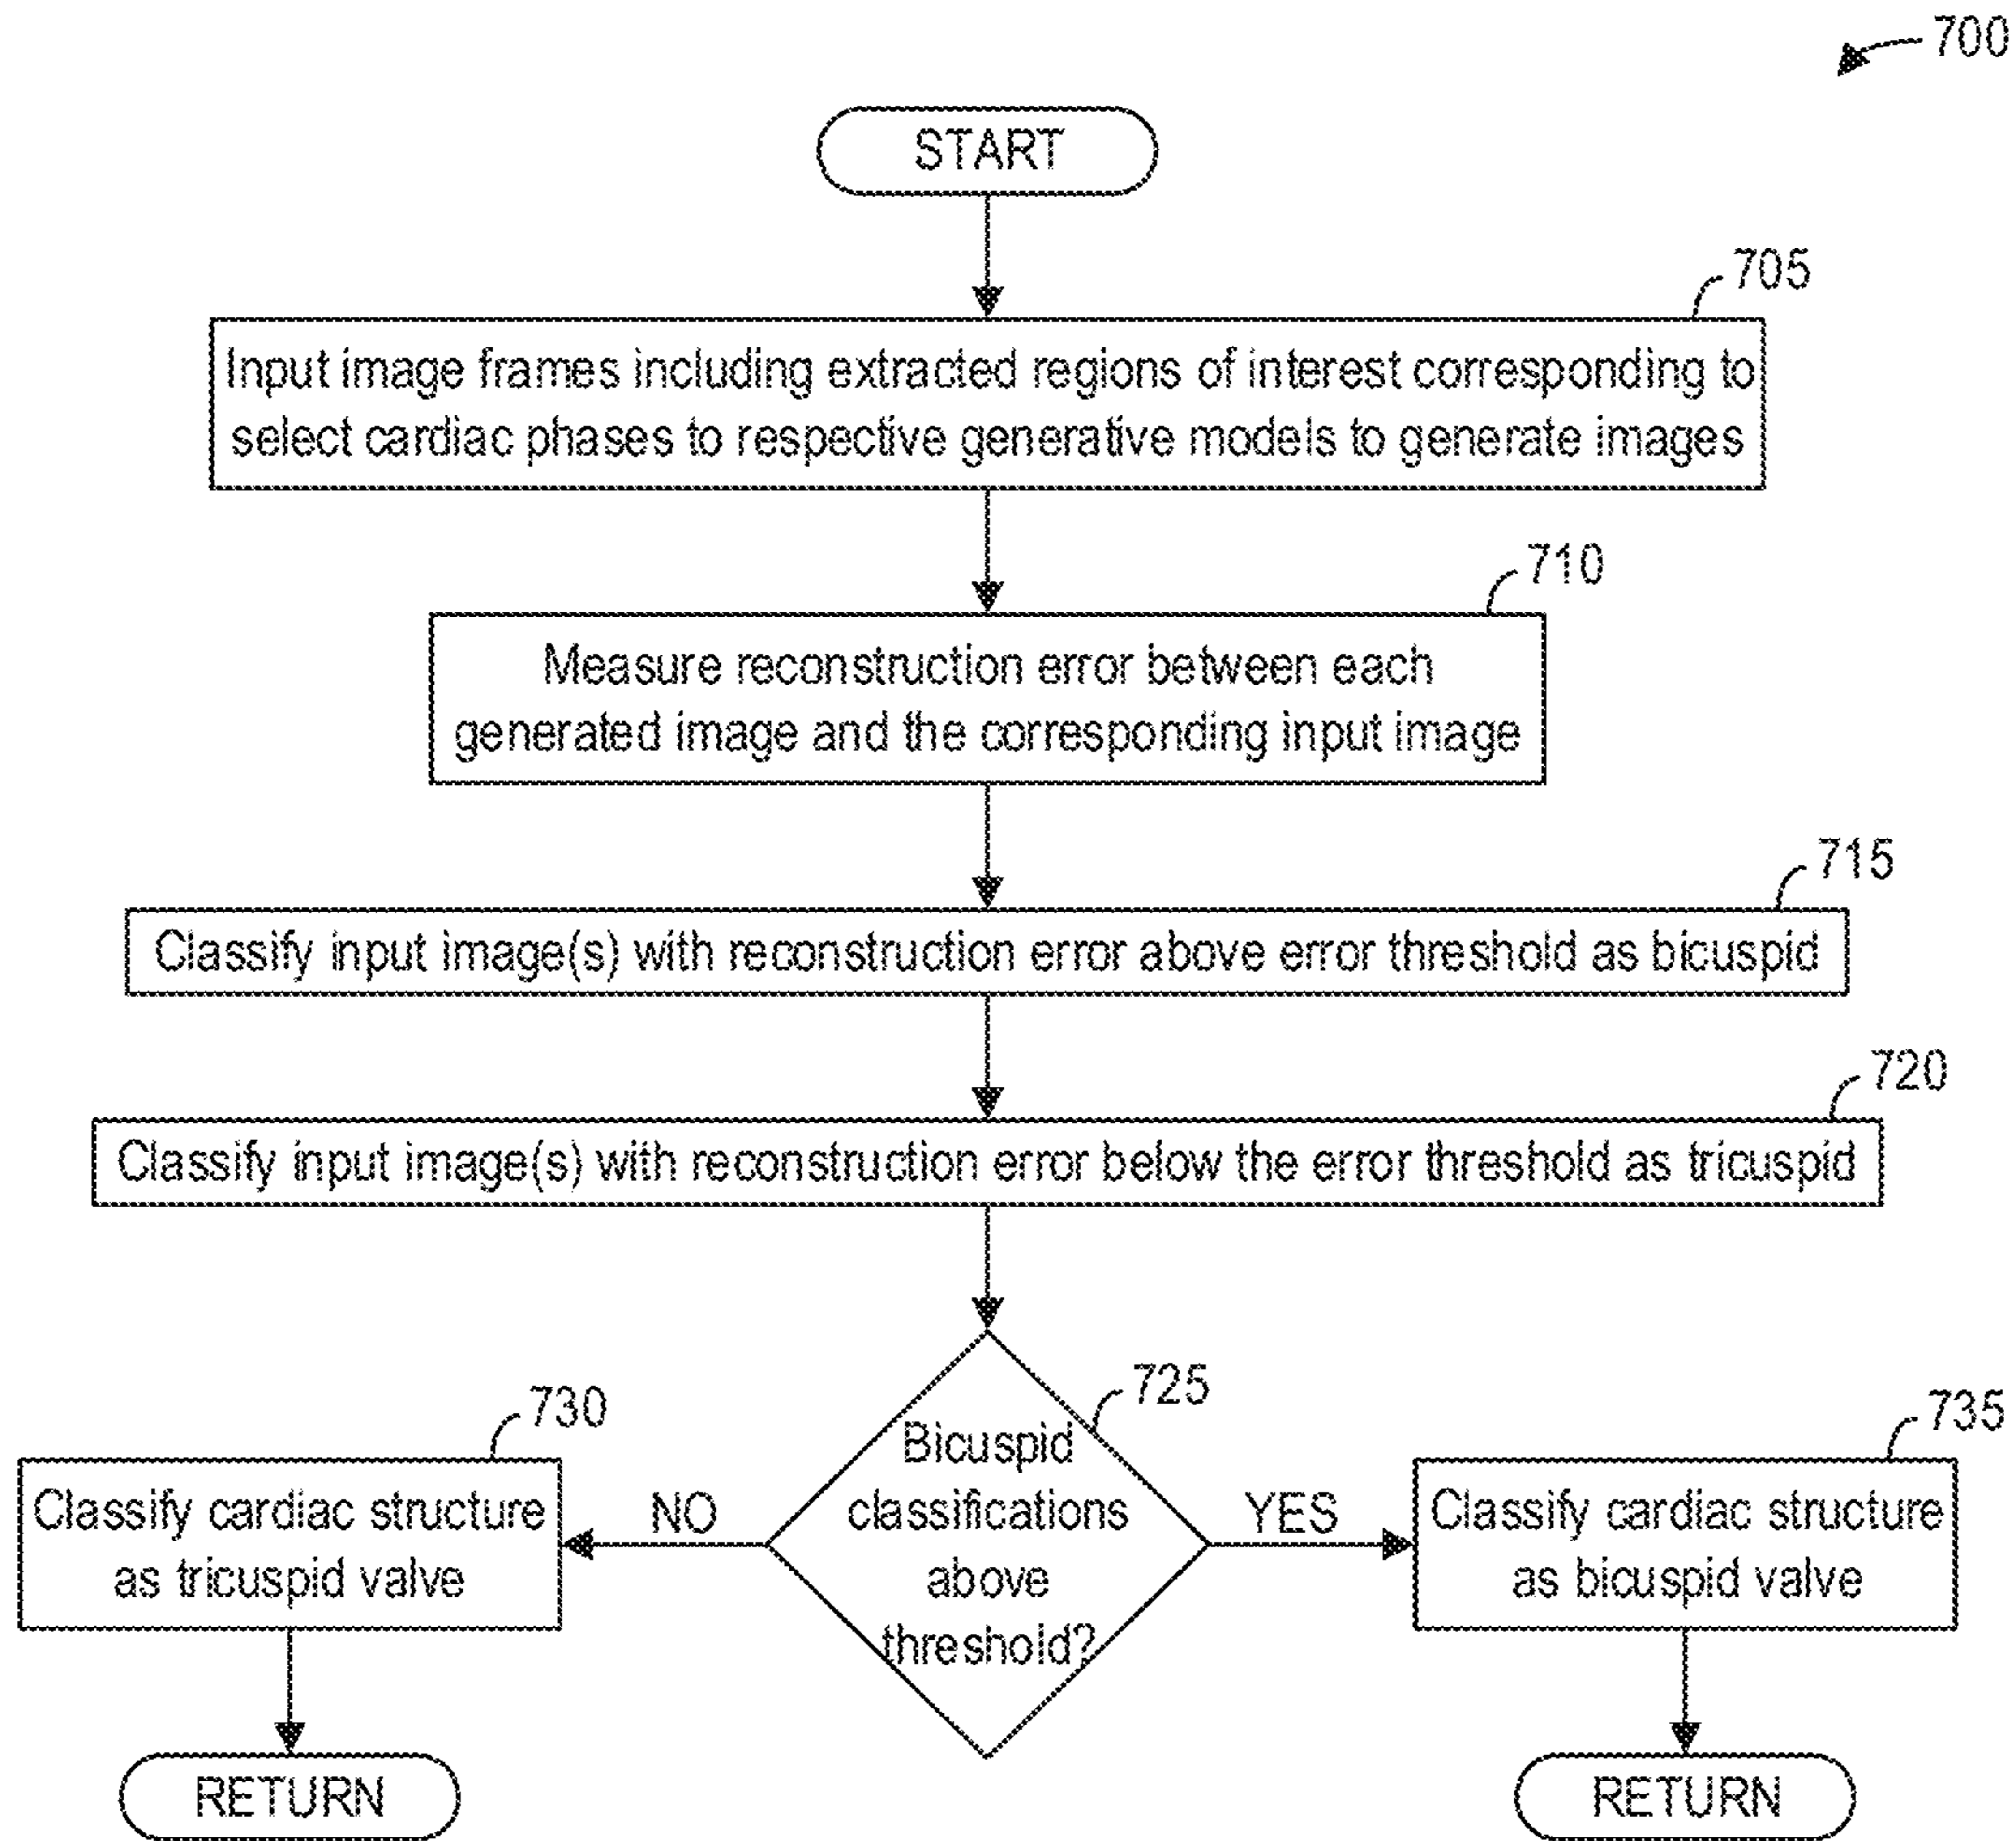 700
START
705
Input image frames including extracted regions of interest corresponding to
select cardiac phases to respective generative models to generate images
710
Measure reconstruction error between each
generated image and the corresponding input image
715
Classify input image(s) with reconstruction error above error threshold as bicuspid
720
Classify input image(s) with reconstruction error below the error threshold as tricuspid
725
Bicuspid
classifications
above
threshold?
NO
YES
730
Classify cardiac structure
as tricuspid valve
735
Classify cardiac structure
as bicuspid valve
RETURN
RETURN